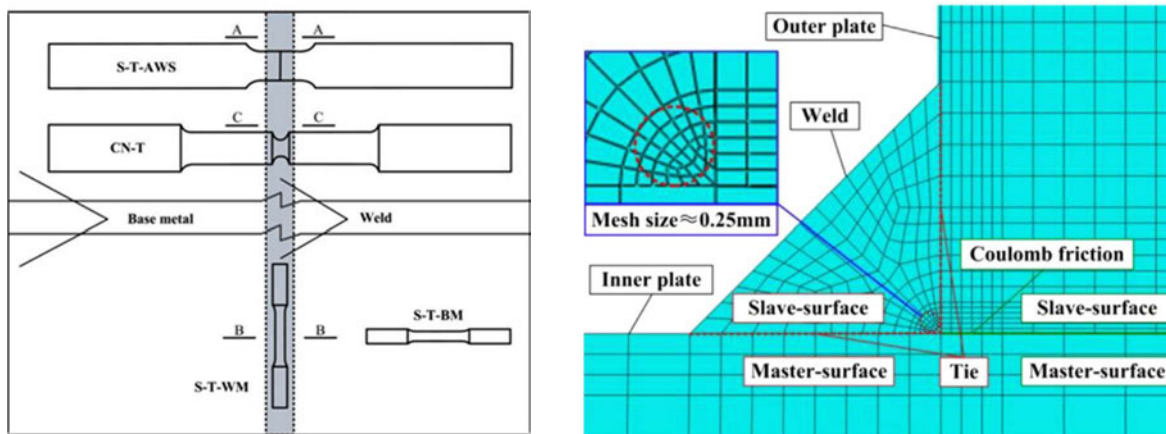 A A
S-T-AWS
C C
CN-T
Base metal
Weld
S-T-BM
B B
S-T-WM
Outer plate
Weld
Mesh size≈0.25mm
Coulomb friction
Inner plate
Slave-surface
Slave-surface
Master-surface
Tie
Master-surface